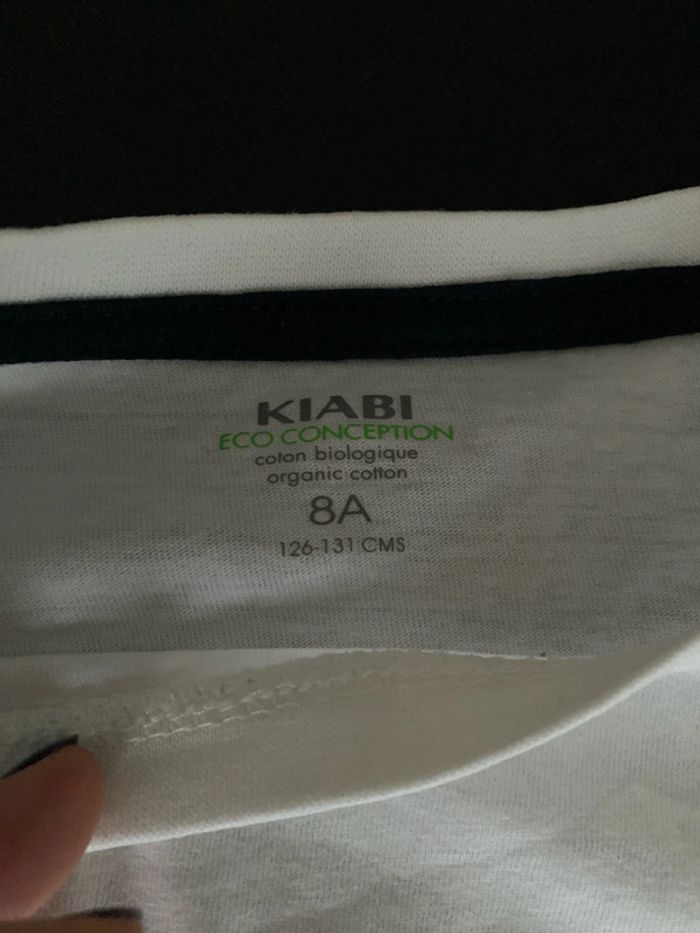 KIABI
ECO CONCEPTION
coton biologique
organic cotton
8A
126-131 CMS